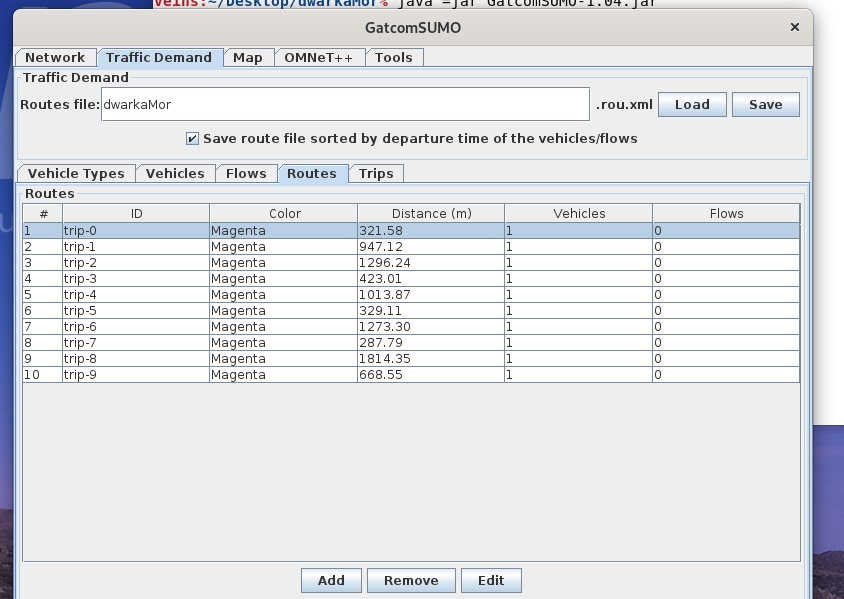 veins:~/Desktop/dwarkaMor% java =jar GatcomSUMO-1.04.jar
GatcomSUMO ×
Network Traffic Demand Map OMNeT++ Tools
Traffic Demand
Routes file: dwarkaMor .rou.xml Load Save
Save route file sorted by departure time of the vehicles/flows
Vehicle Types Vehicles Flows Routes Trips
Routes
# ID Color Distance (m) Vehicles Flows
1 trip-0 Magenta 321.58 1 0
2 trip-1 Magenta 947.12 1 0
3 trip-2 Magenta 1296.24 1 0
4 trip-3 Magenta 423.01 1 0
5 trip-4 Magenta 1013.87 1 0
6 trip-5 Magenta 329.11 1 0
7 trip-6 Magenta 1273.30 1 0
8 trip-7 Magenta 287.79 1 0
9 trip-8 Magenta 1814.35 1 0
10 trip-9 Magenta 668.55 1 0
Add Remove Edit